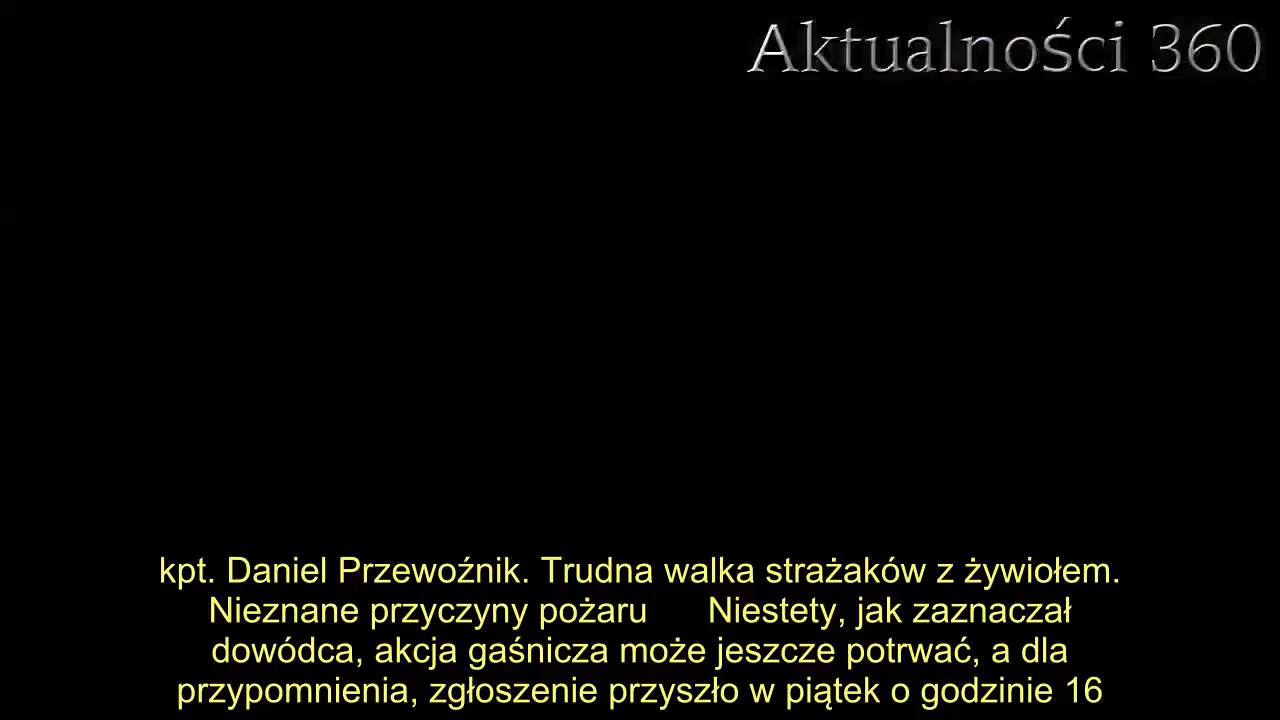 Aktualności 360
kpt. Daniel Przewoźnik. Trudna walka strażaków z żywiołem.
Nieznane przyczyny pożaru Niestety, jak zaznaczał
dowódca, akcja gaśnicza może jeszcze potrwać, a dla
przypomnienia, zgłoszenie przyszło w piątek o godzinie 16